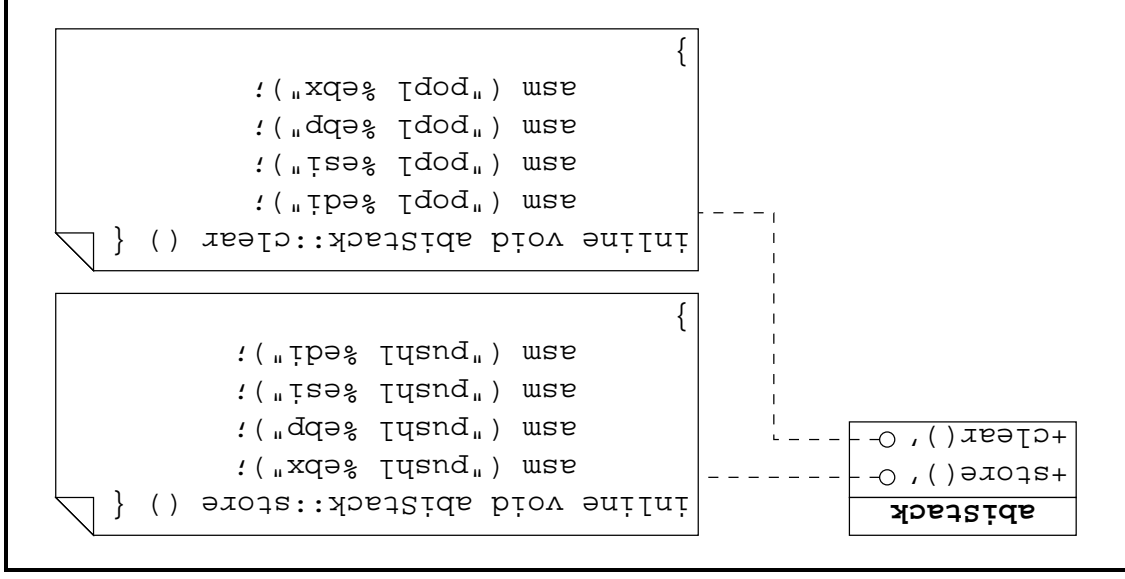 abiStack
+store(),
+clear(),
inline void abiStack::store () {
asm ("pushl %ebx");
asm ("pushl %ebp");
asm ("pushl %esi");
asm ("pushl %edi");
}
inline void abiStack::clear () {
asm ("popl %edi");
asm ("popl %esi");
asm ("popl %ebp");
asm ("popl %ebx");
}